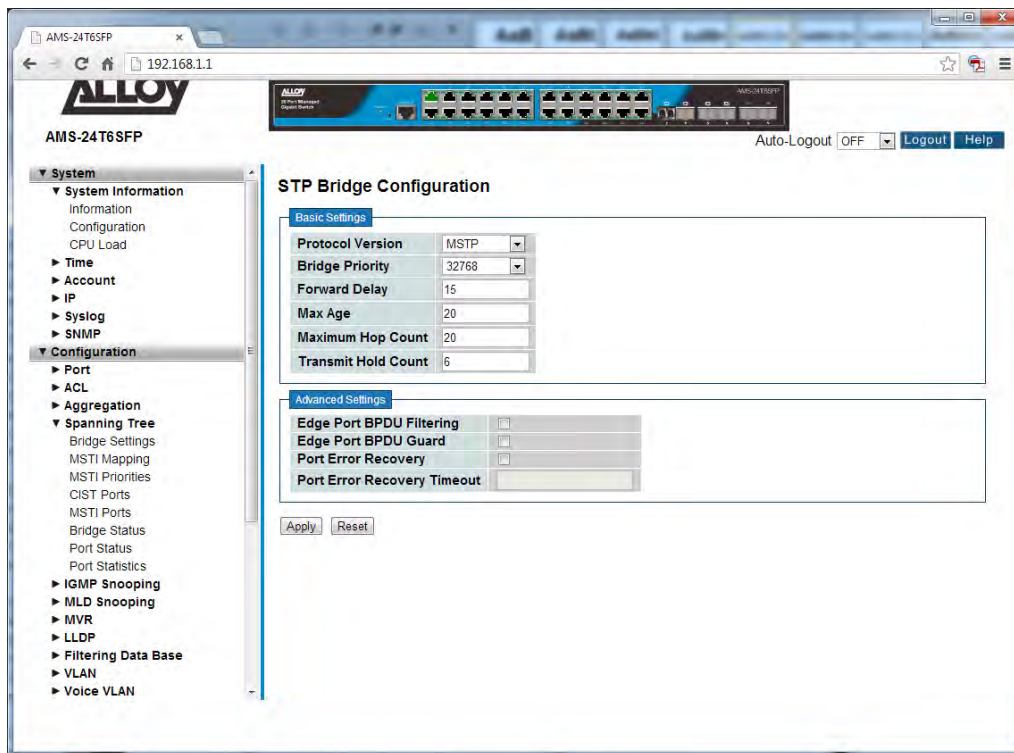 AMS-24T6SFP
192.168.1.1
ALLOY
ALLOY
AMS-24T6SFP
AMS-24T6SFP
Auto-Logout OFF Logout Help
▼ System
▼ System Information
Information
Configuration
CPU Load
► Time
► Account
► IP
► Syslog
► SNMP
▼ Configuration
► Port
► ACL
► Aggregation
▼ Spanning Tree
Bridge Settings
MSTI Mapping
MSTI Priorities
CIST Ports
MSTI Ports
Bridge Status
Port Status
Port Statistics
► IGMP Snooping
► MLD Snooping
► MVR
► LLDP
► Filtering Data Base
► VLAN
► Voice VLAN
STP Bridge Configuration
Basic Settings
Protocol Version MSTP
Bridge Priority 32768
Forward Delay 15
Max Age 20
Maximum Hop Count 20
Transmit Hold Count 6
Advanced Settings
Edge Port BPDU Filtering
Edge Port BPDU Guard
Port Error Recovery
Port Error Recovery Timeout
Apply Reset